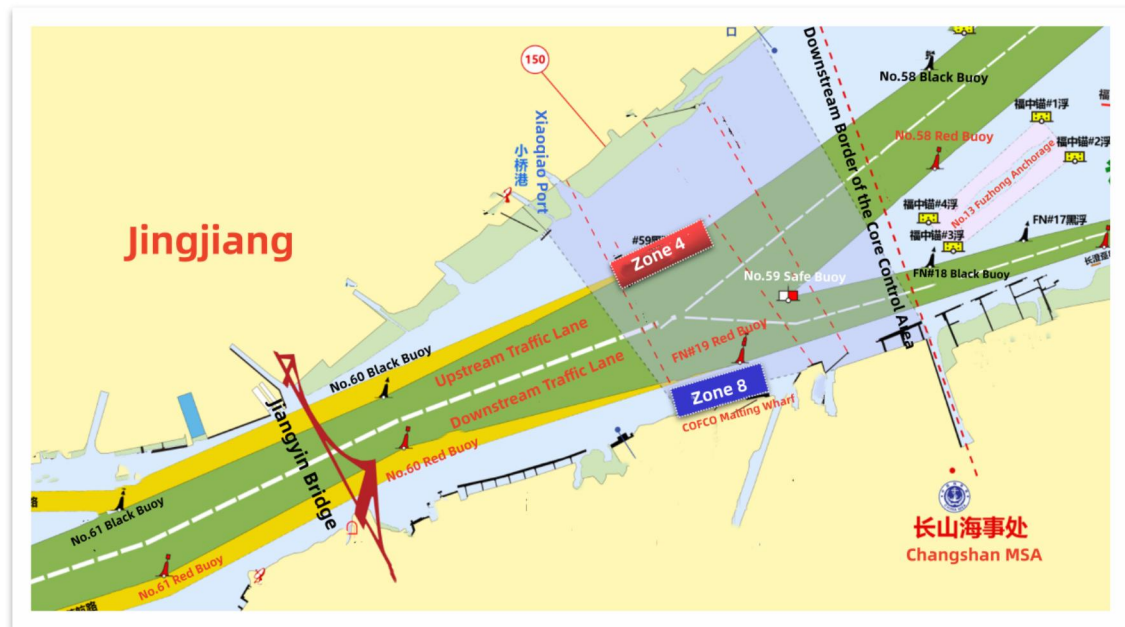 150
Xiaoqiao Port
小桥港
Jingjiang
Downstream Border of the Core Control Area
No.58 Black Buoy
No.58 Red Buoy
福中锚#1浮
福中锚#2浮
福中锚#4浮
福中锚#3浮
No.13 Fuzhong Anchorage
FN#17黑浮
FN#18 Black Buoy
#59
Zone 4
No.59 Safe Buoy
FN#19 Red Buoy
Upstream Traffic Lane
Downstream Traffic Lane
No.60 Black Buoy
Zone 8
COFCO Malting Wharf
Jiangyin Bridge
No.60 Red Buoy
No.61 Black Buoy
No.61 Red Buoy
长山海事处
Changshan MSA